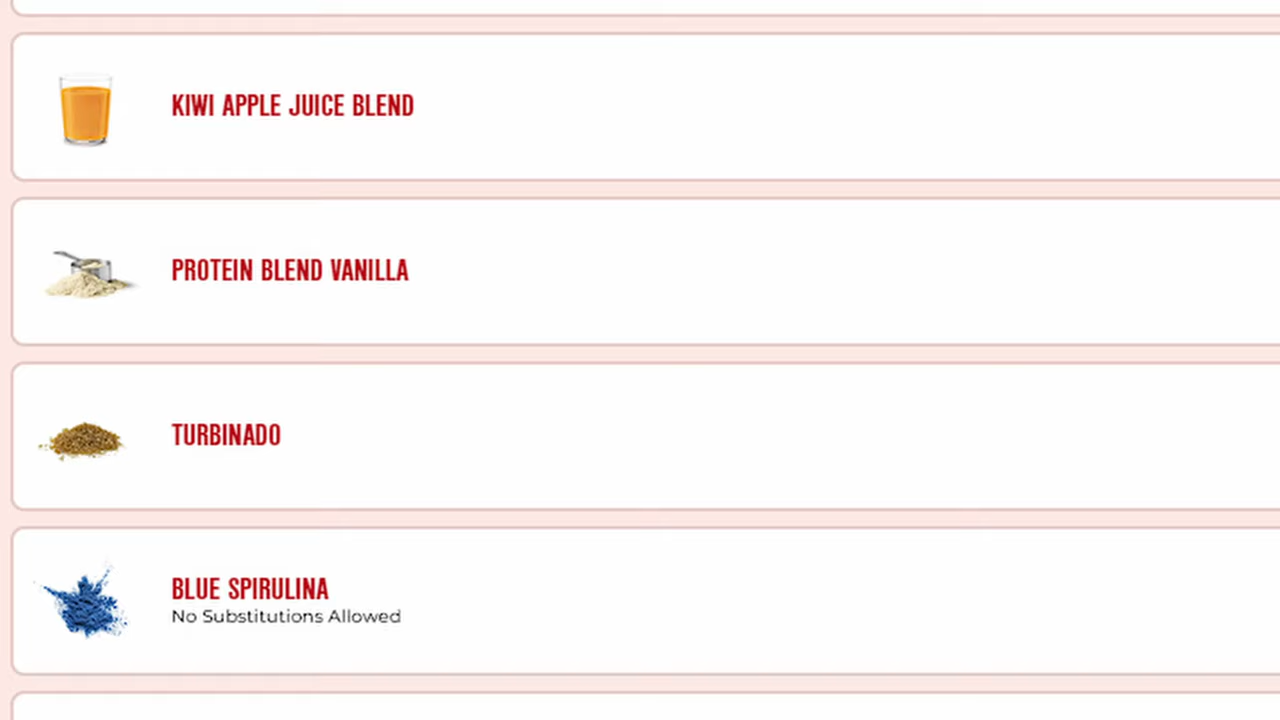 KIWI APPLE JUICE BLEND
PROTEIN BLEND VANILLA
TURBINADO
BLUE SPIRULINA
No Substitutions Allowed